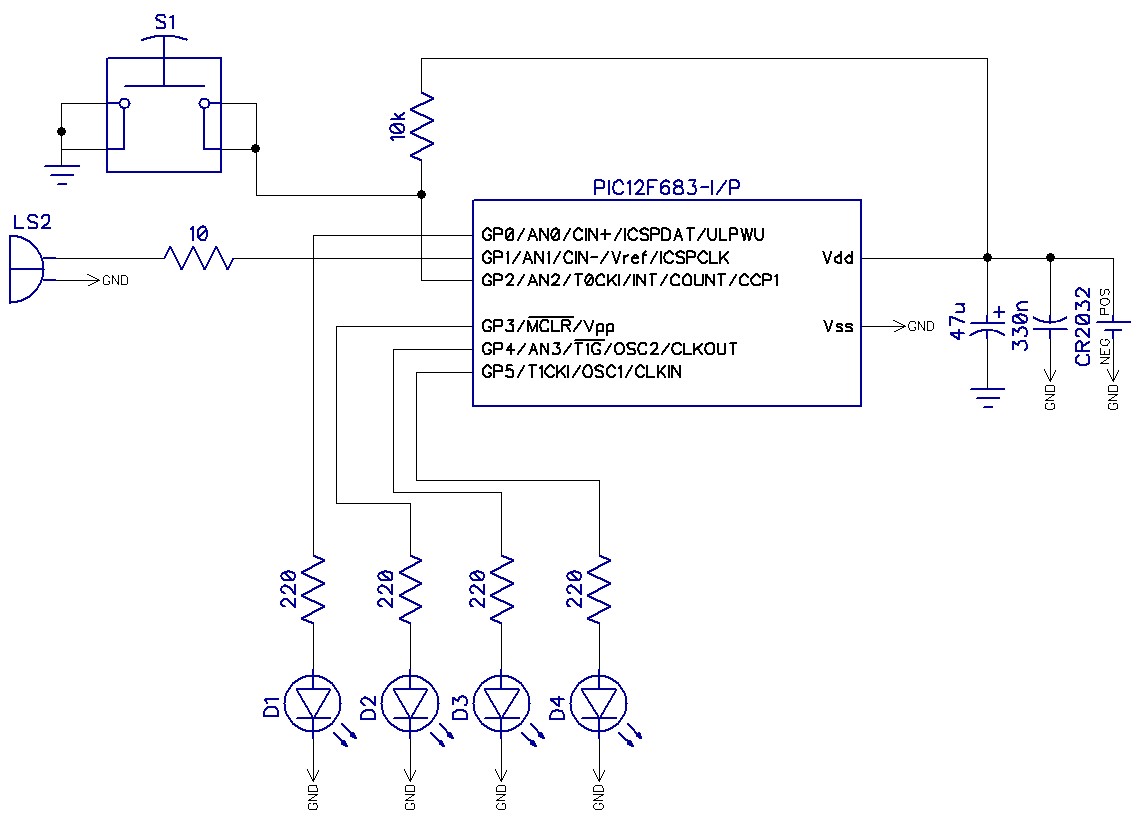 S1
10k
PIC12F683-I/P
LS2
10
GND
GP0/AN0/CIN+/ICSPDAT/ULPWU
GP1/AN1/CIN-/Vref/ICSPCLK
GP2/AN2/T0CKI/INT/COUNT/CCP1
GP3/MCLR/Vpp
GP4/AN3/T1G/OSC2/CLKOUT
GP5/T1CKI/OSC1/CLKIN
Vdd
Vss
GND
47u
+
330n
CR2032
POS
NEG
GND
GND
220
220
220
220
D1
D2
D3
D4
GND
GND
GND
GND